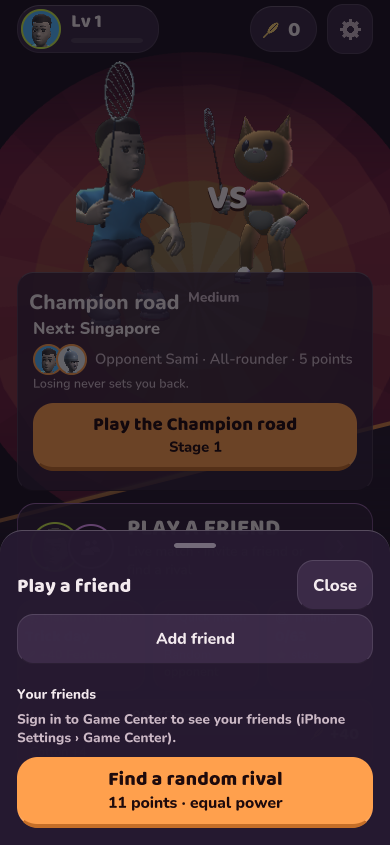 Lv 1
0
VS
Champion road Medium
Next: Singapore
Opponent Sami · All-rounder · 5 points
Losing never sets you back.
Play the Champion road
Stage 1
PLAY A FRIEND
Play a friend
Close
Add friend
Your friends
Sign in to Game Center to see your friends (iPhone
Settings › Game Center).
Find a random rival
11 points · equal power